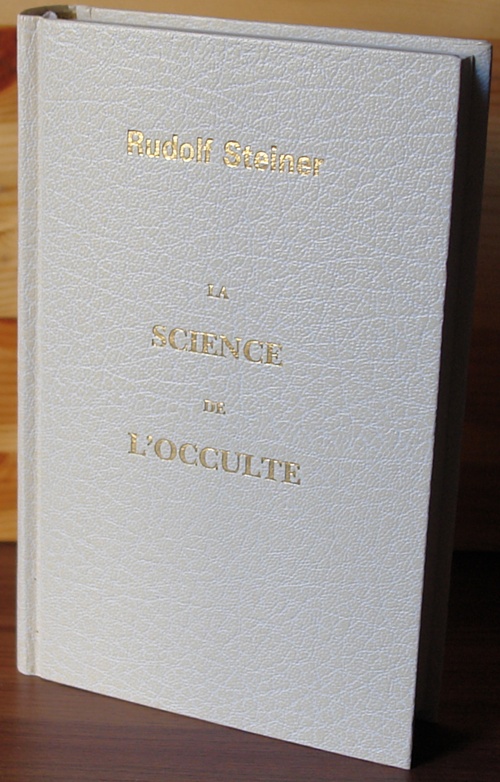 Rudolf Steiner
LA
SCIENCE
DE
L'OCCULTE